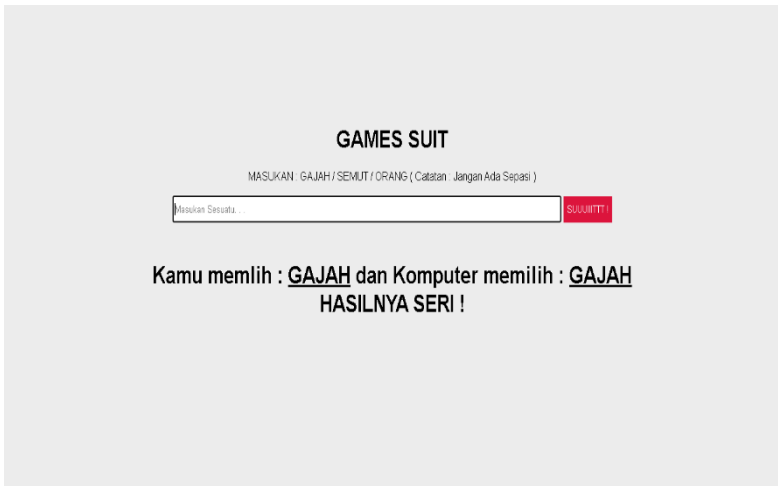 GAMES SUIT
MASUKAN : GAJAH / SEMUT / ORANG ( Catatan : Jangan Ada Sepasi )
Masukan Sesuatu. . .
SUUUIITTT !
Kamu memlih : GAJAH dan Komputer memilih : GAJAH
HASILNYA SERI !